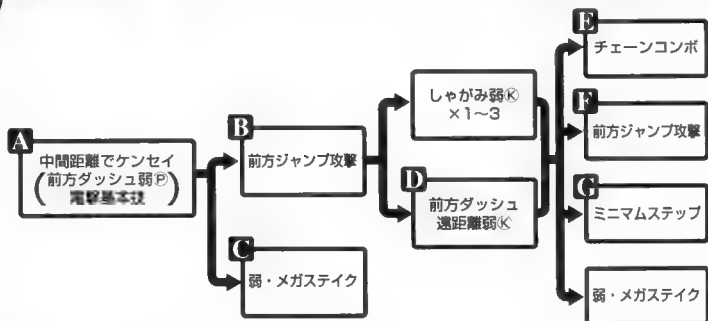 A
中間距離でケンセイ
(前方ダッシュ弱Ⓟ)
B
前方ジャンプ攻撃
C
弱・メガステイク
しゃがみ弱Ⓚ
×1~3
D
前方ダッシュ
遠距離弱Ⓚ
E
チェーンコンボ
F
前方ジャンプ攻撃
G
ミニマムステップ
弱・メガステイク